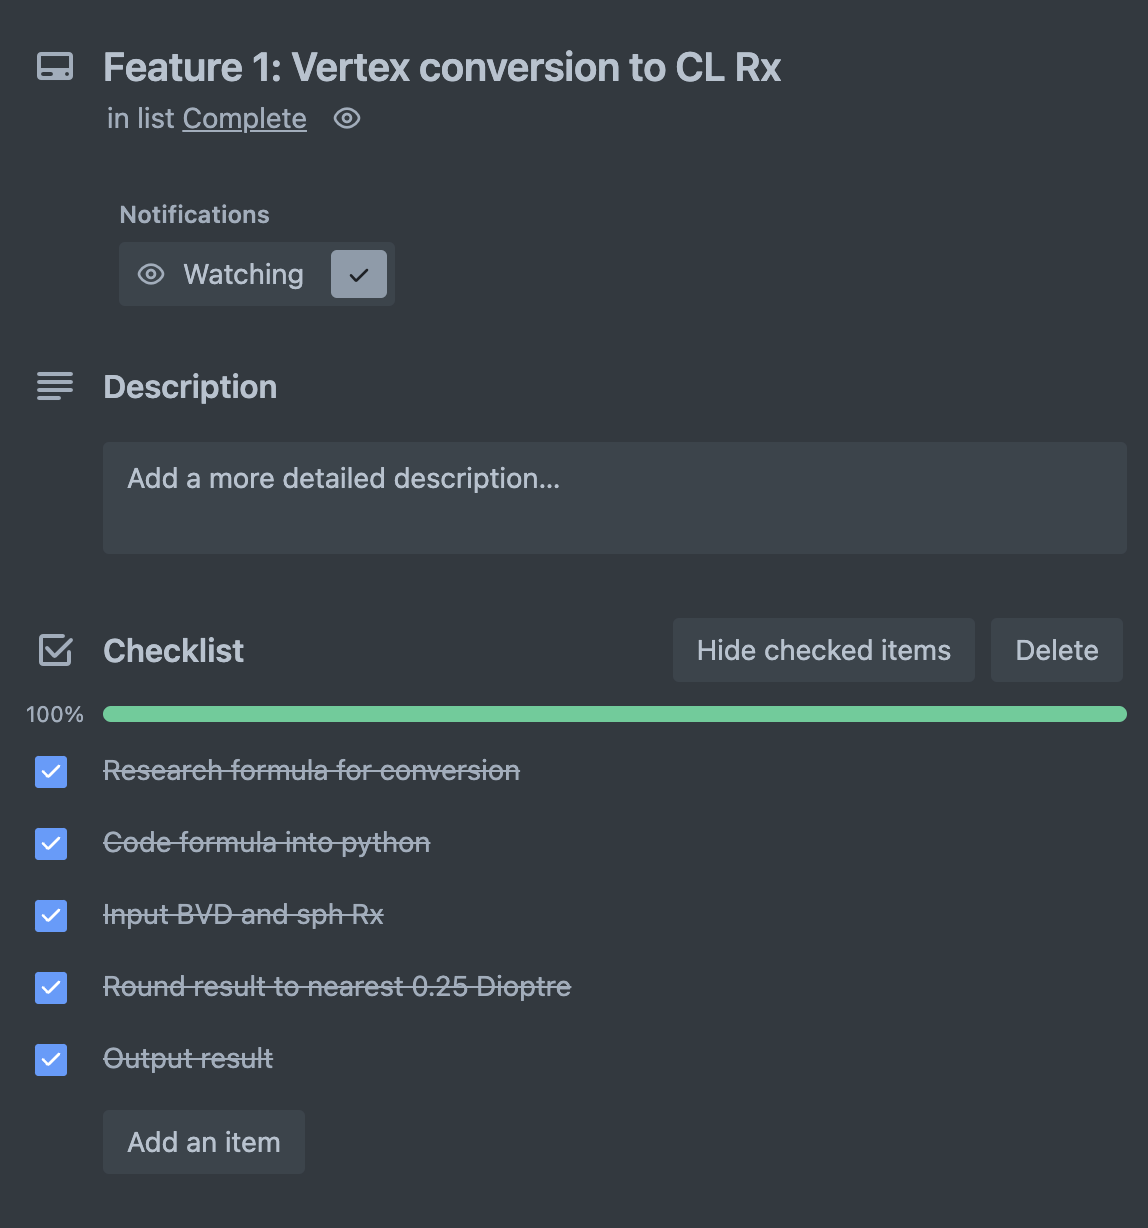 Feature 1: Vertex conversion to CL Rx
in list Complete
Notifications
Watching
Description
Add a more detailed description...
Checklist
Hide checked items
Delete
100%
Research formula for conversion
Code formula into python
Input BVD and sph Rx
Round result to nearest 0.25 Dioptre
Output result
Add an item